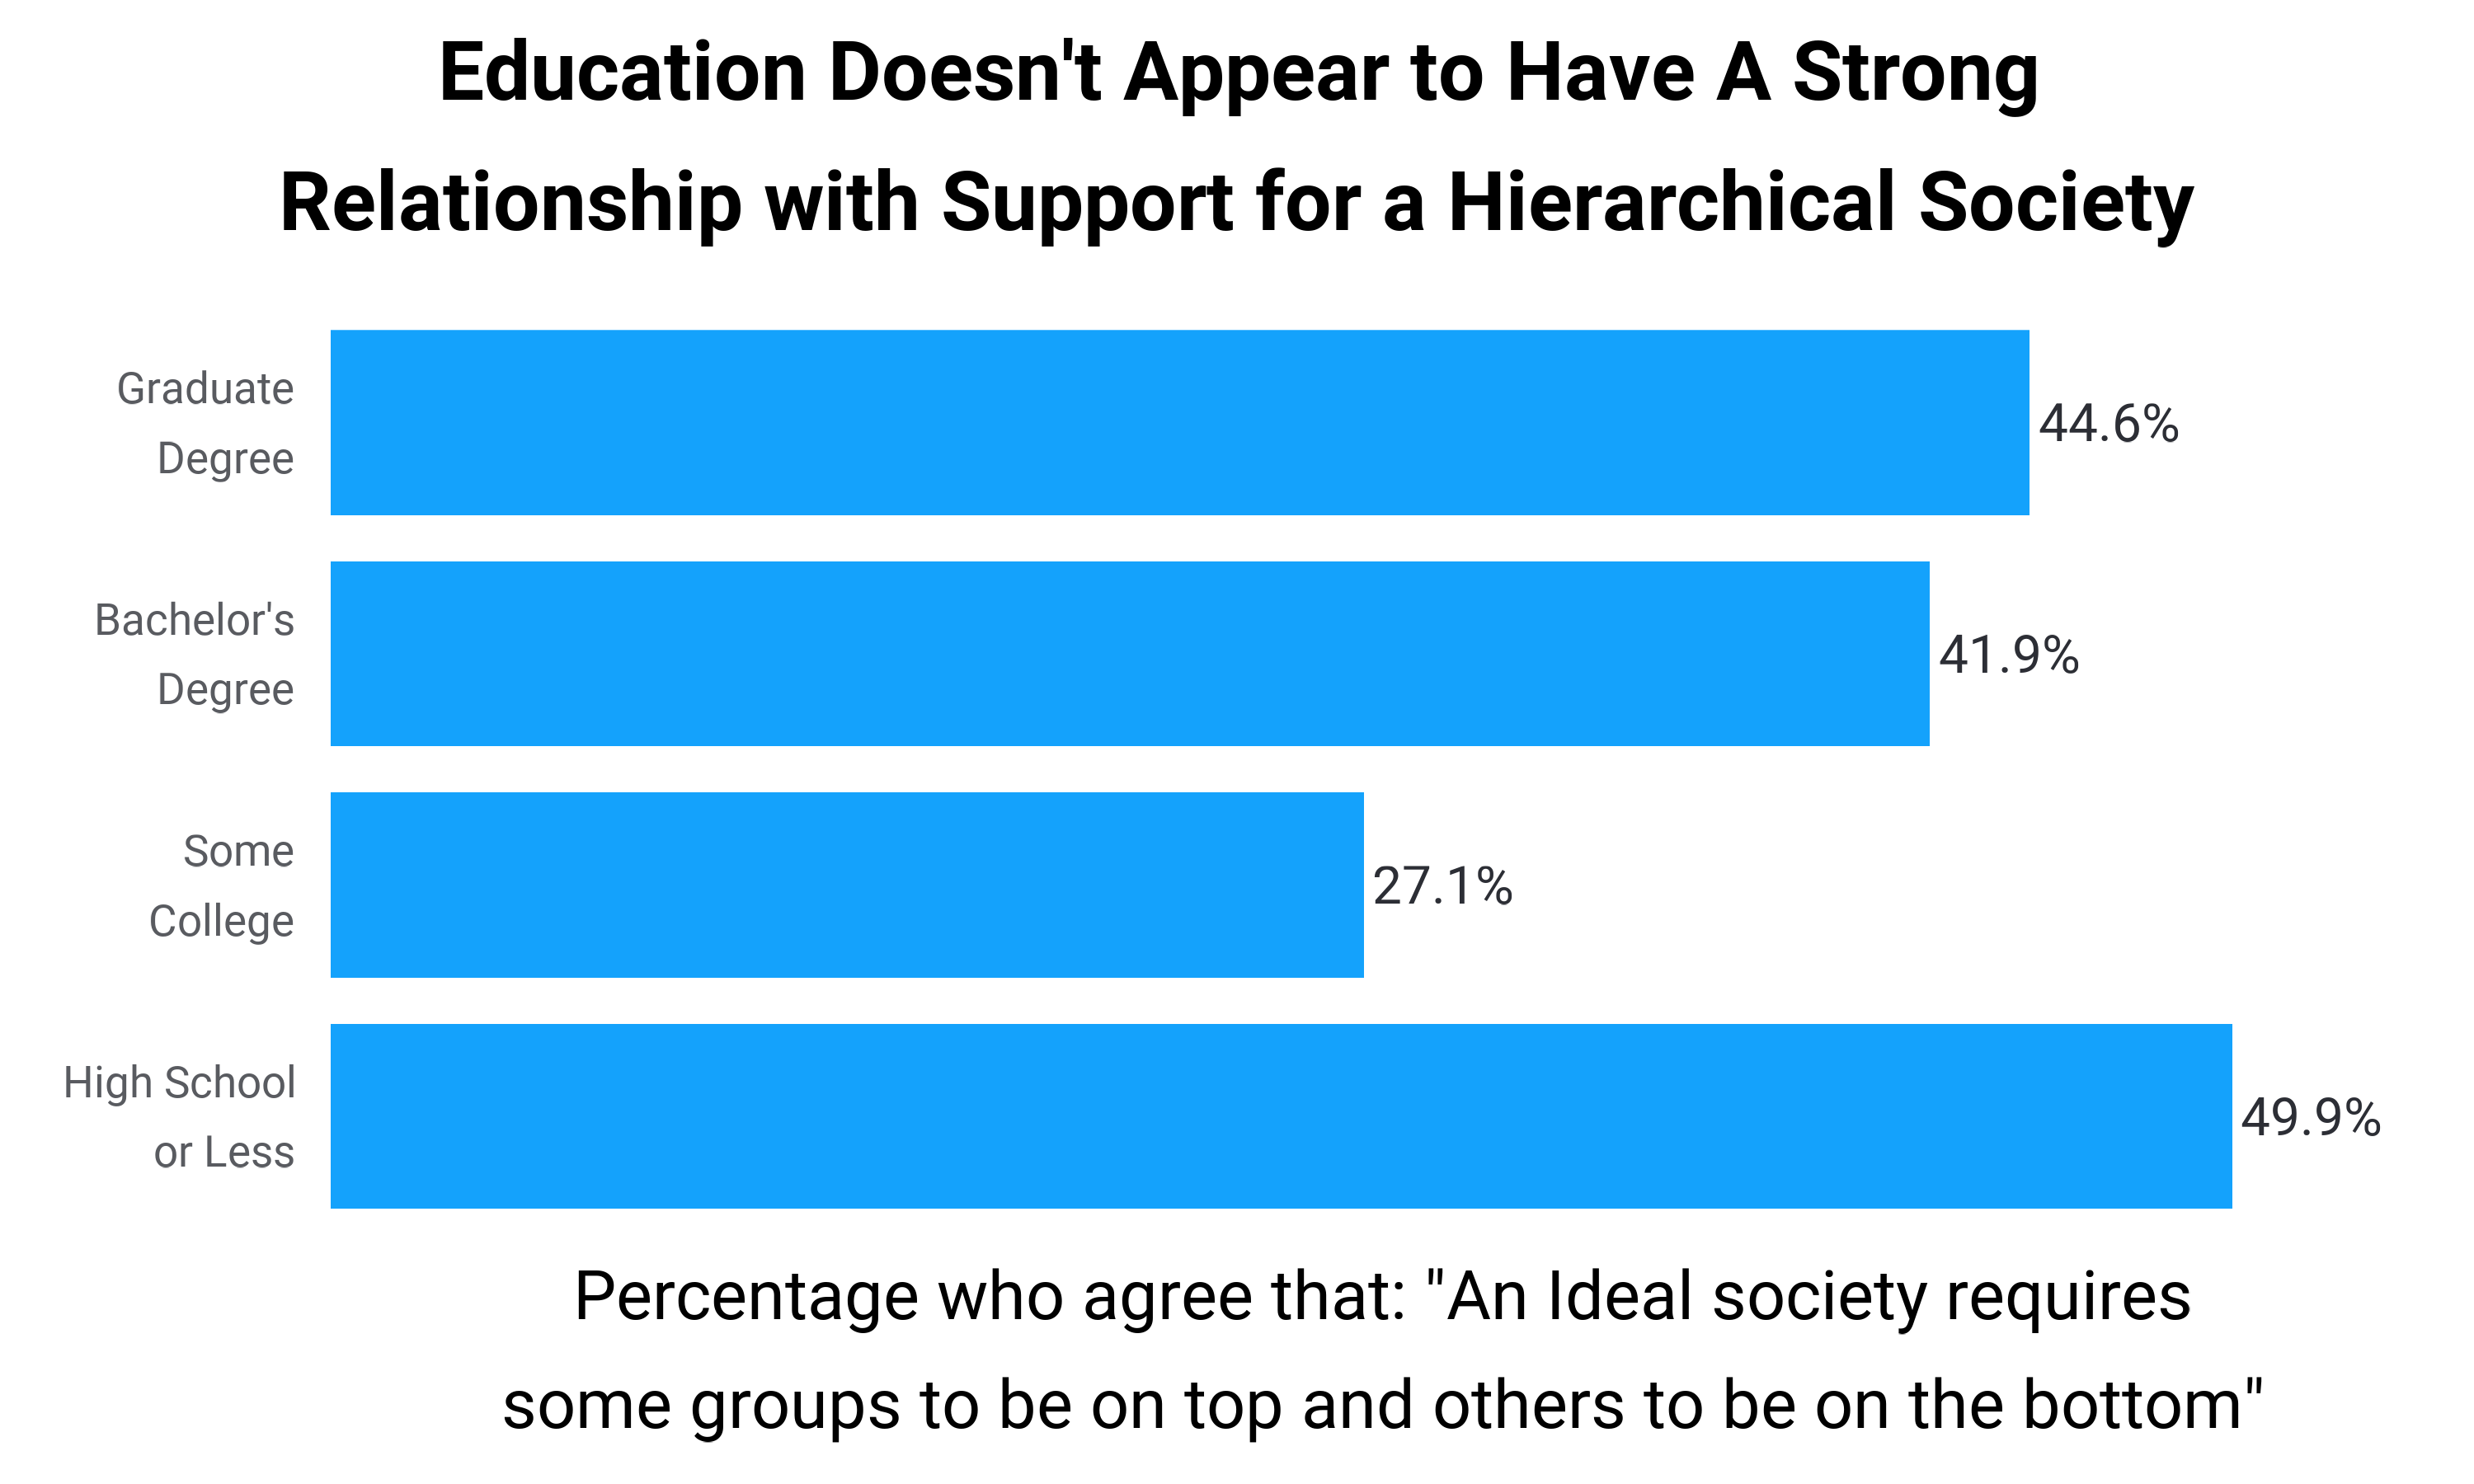 Education Doesn't Appear to Have A Strong
Relationship with Support for a Hierarchical Society
Graduate
Degree
44.6%
Bachelor's
Degree
41.9%
Some
College
27.1%
High School
or Less
49.9%
Percentage who agree that: "An Ideal society requires
some groups to be on top and others to be on the bottom"